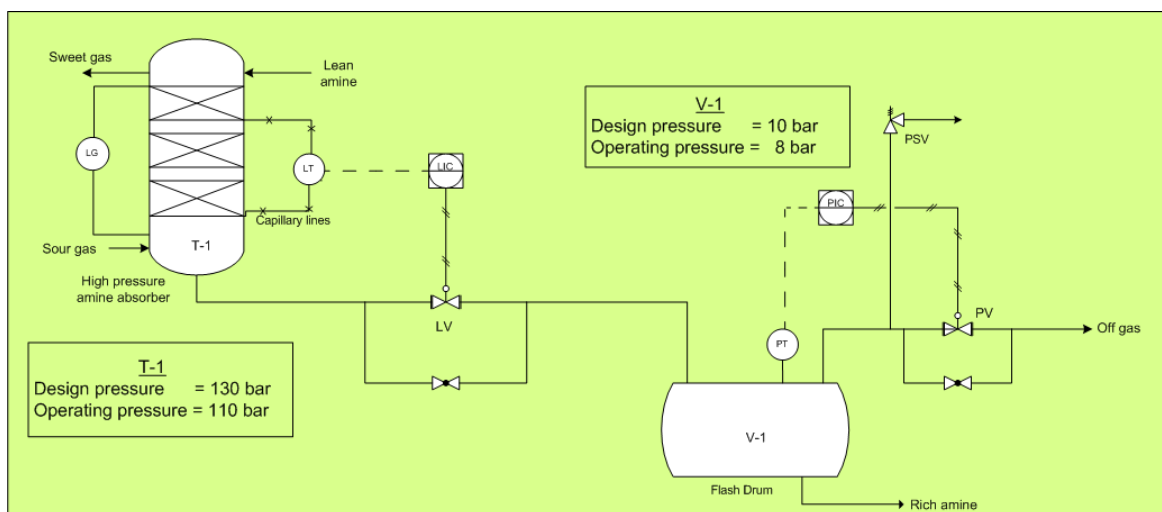 Sweet gas
Lean
amine
LG
LT
LIC
Capillary lines
Sour gas
T-1
High pressure
amine absorber
LV
T-1
Design pressure = 130 bar
Operating pressure = 110 bar
V-1
Design pressure = 10 bar
Operating pressure = 8 bar
PSV
PIC
PV
Off gas
PT
V-1
Flash Drum
Rich amine